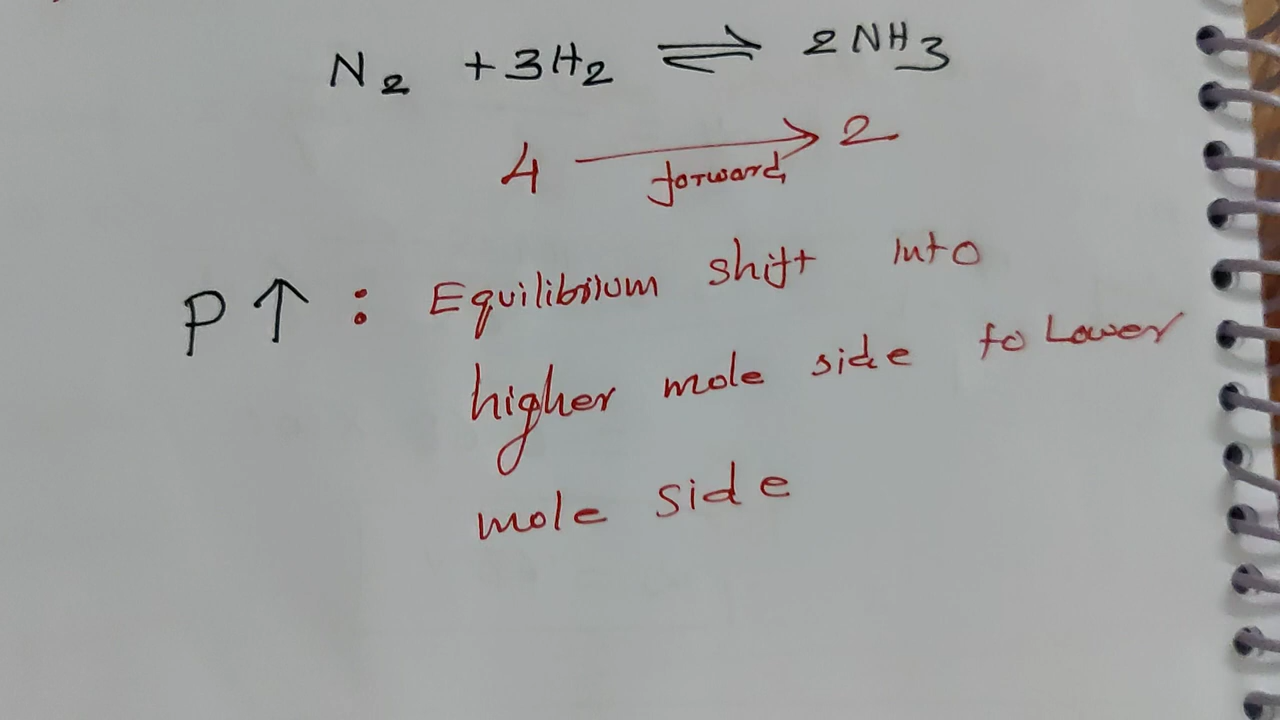 N₂ + 3H₂ ⇌ 2NH₃
4 → 2
forward
P↑ : Equilibrium shift into
higher mole side to Lower
mole side